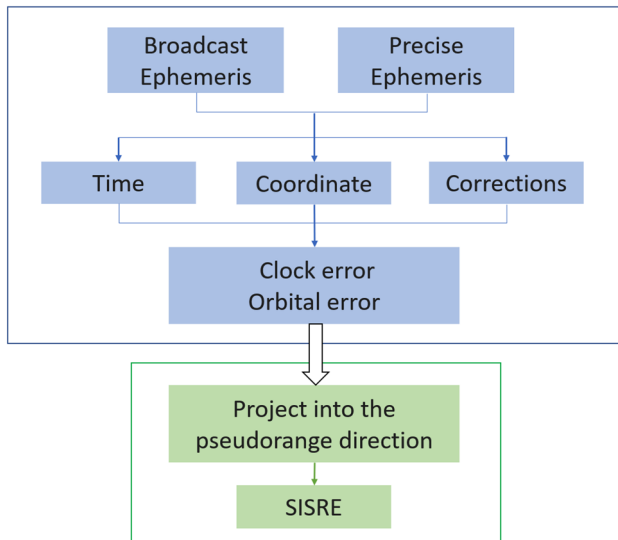 Broadcast
Ephemeris
Precise
Ephemeris
Time
Coordinate
Corrections
Clock error
Orbital error
Project into the
pseudorange direction
SISRE